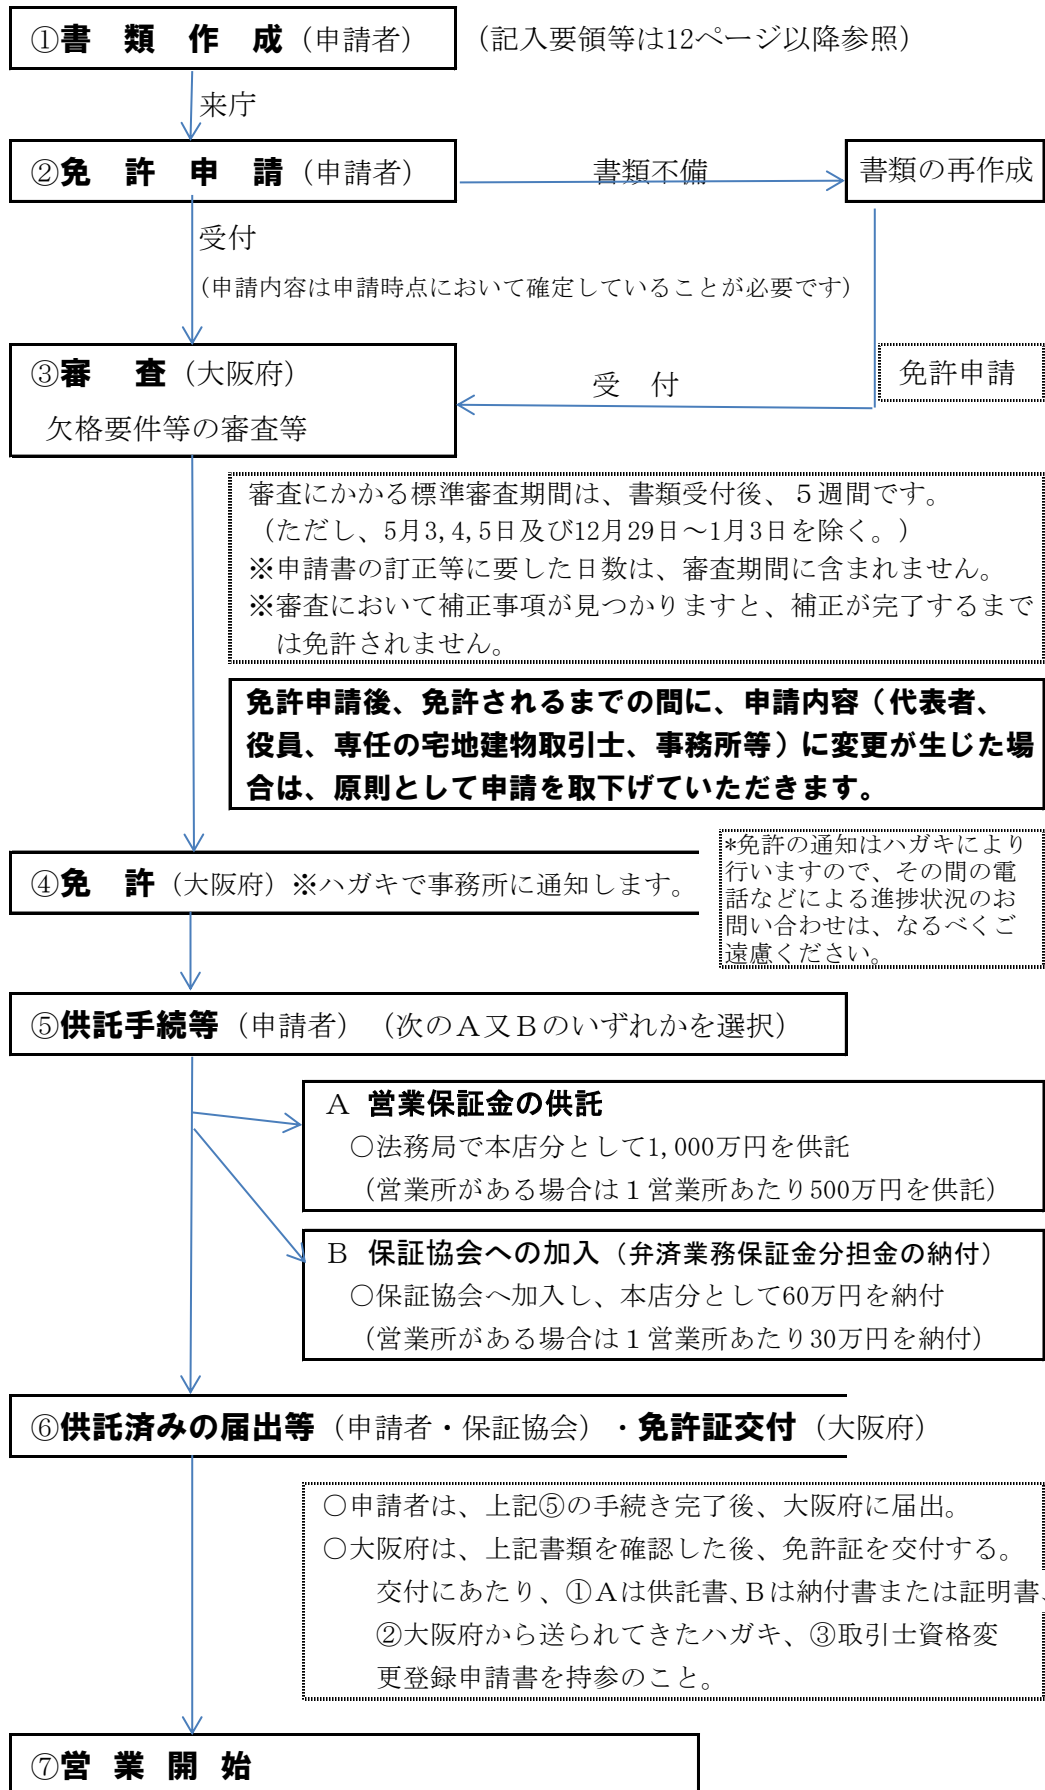 ①書 類 作 成（申請者） （記入要領等は12ページ以降参照）
来庁
②免 許 申 請（申請者） 書類不備 書類の再作成
受付
（申請内容は申請時点において確定していることが必要です）
③審 査（大阪府） 受 付 免許申請
欠格要件等の審査等
審査にかかる標準審査期間は、書類受付後、５週間です。
（ただし、5月3,4,5日及び12月29日～1月3日を除く。）
※申請書の訂正等に要した日数は、審査期間に含まれません。
※審査において補正事項が見つかりますと、補正が完了するまで
は免許されません。
免許申請後、免許されるまでの間に、申請内容（代表者、
役員、専任の宅地建物取引士、事務所等）に変更が生じた場
合は、原則として申請を取下げていただきます。
④免 許（大阪府）※ハガキで事務所に通知します。
*免許の通知はハガキにより
行いますので、その間の電
話などによる進捗状況のお
問い合わせは、なるべくご
遠慮ください。
⑤供託手続等（申請者）（次のＡ又Ｂのいずれかを選択）
Ａ 営業保証金の供託
○法務局で本店分として1,000万円を供託
（営業所がある場合は１営業所あたり500万円を供託）
Ｂ 保証協会への加入（弁済業務保証金分担金の納付）
○保証協会へ加入し、本店分として60万円を納付
（営業所がある場合は１営業所あたり30万円を納付）
⑥供託済みの届出等（申請者・保証協会）・免許証交付（大阪府）
○申請者は、上記⑤の手続き完了後、大阪府に届出。
○大阪府は、上記書類を確認した後、免許証を交付する。
交付にあたり、①Ａは供託書、Ｂは納付書または証明書、
②大阪府から送られてきたハガキ、③取引士資格変
更登録申請書を持参のこと。
⑦営 業 開 始